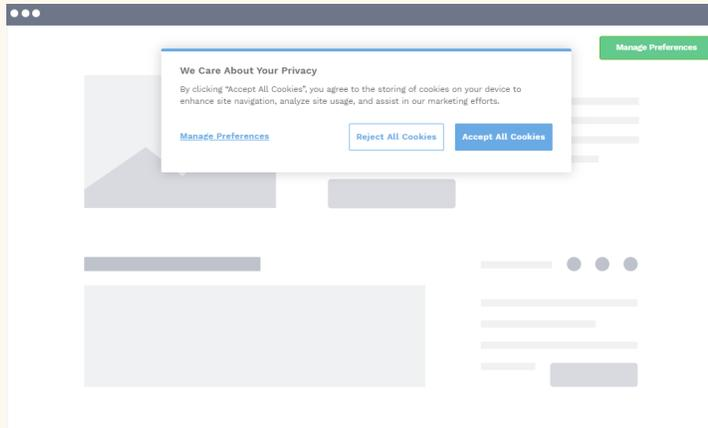 Manage Preferences
We Care About Your Privacy
By clicking “Accept All Cookies”, you agree to the storing of cookies on your device to
enhance site navigation, analyze site usage, and assist in our marketing efforts.
Manage Preferences
Reject All Cookies
Accept All Cookies